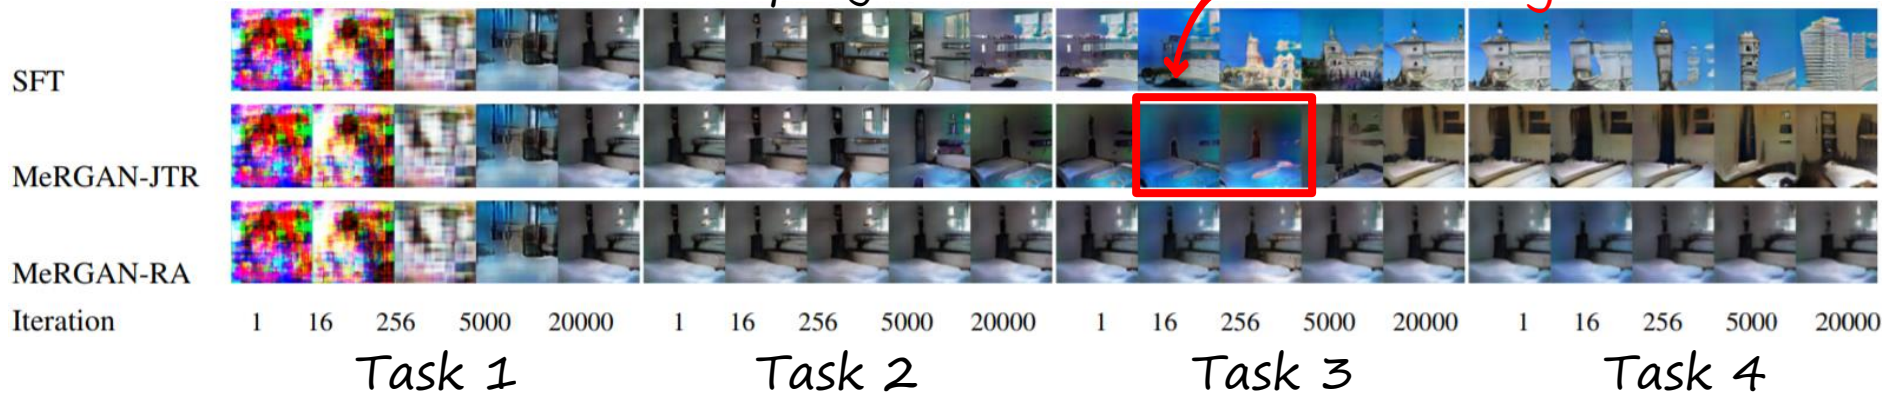 SFT
MeRGAN-JTR
MeRGAN-RA
Iteration 1 16 256 5000 20000 1 16 256 5000 20000 1 16 256 5000 20000 1 16 256 5000 20000
Task 1 Task 2 Task 3 Task 4